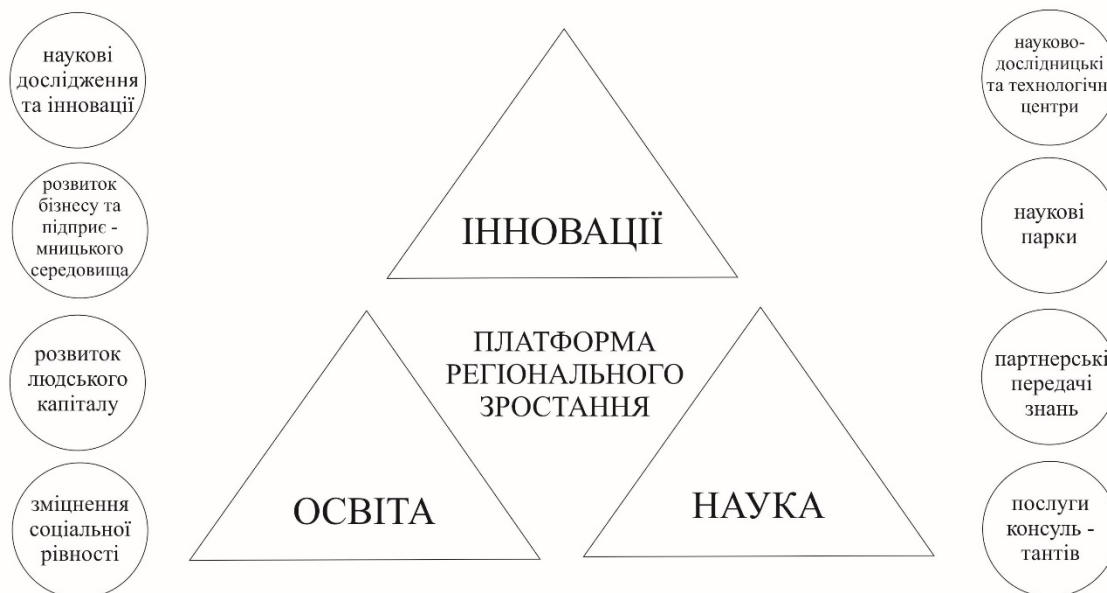 наукові
дослідження
та інновації
розвиток
бізнесу та
підприє -
мницького
середовища
розвиток
людського
капіталу
зміцнення
соціальної
рівності
ІННОВАЦІЇ
ПЛАТФОРМА
РЕГІОНАЛЬНОГО
ЗРОСТАННЯ
ОСВІТА
НАУКА
науково-
дослідницькі
та технологічн
центри
наукові
парки
партнерські
передачі
знань
послуги
консуль -
тантів